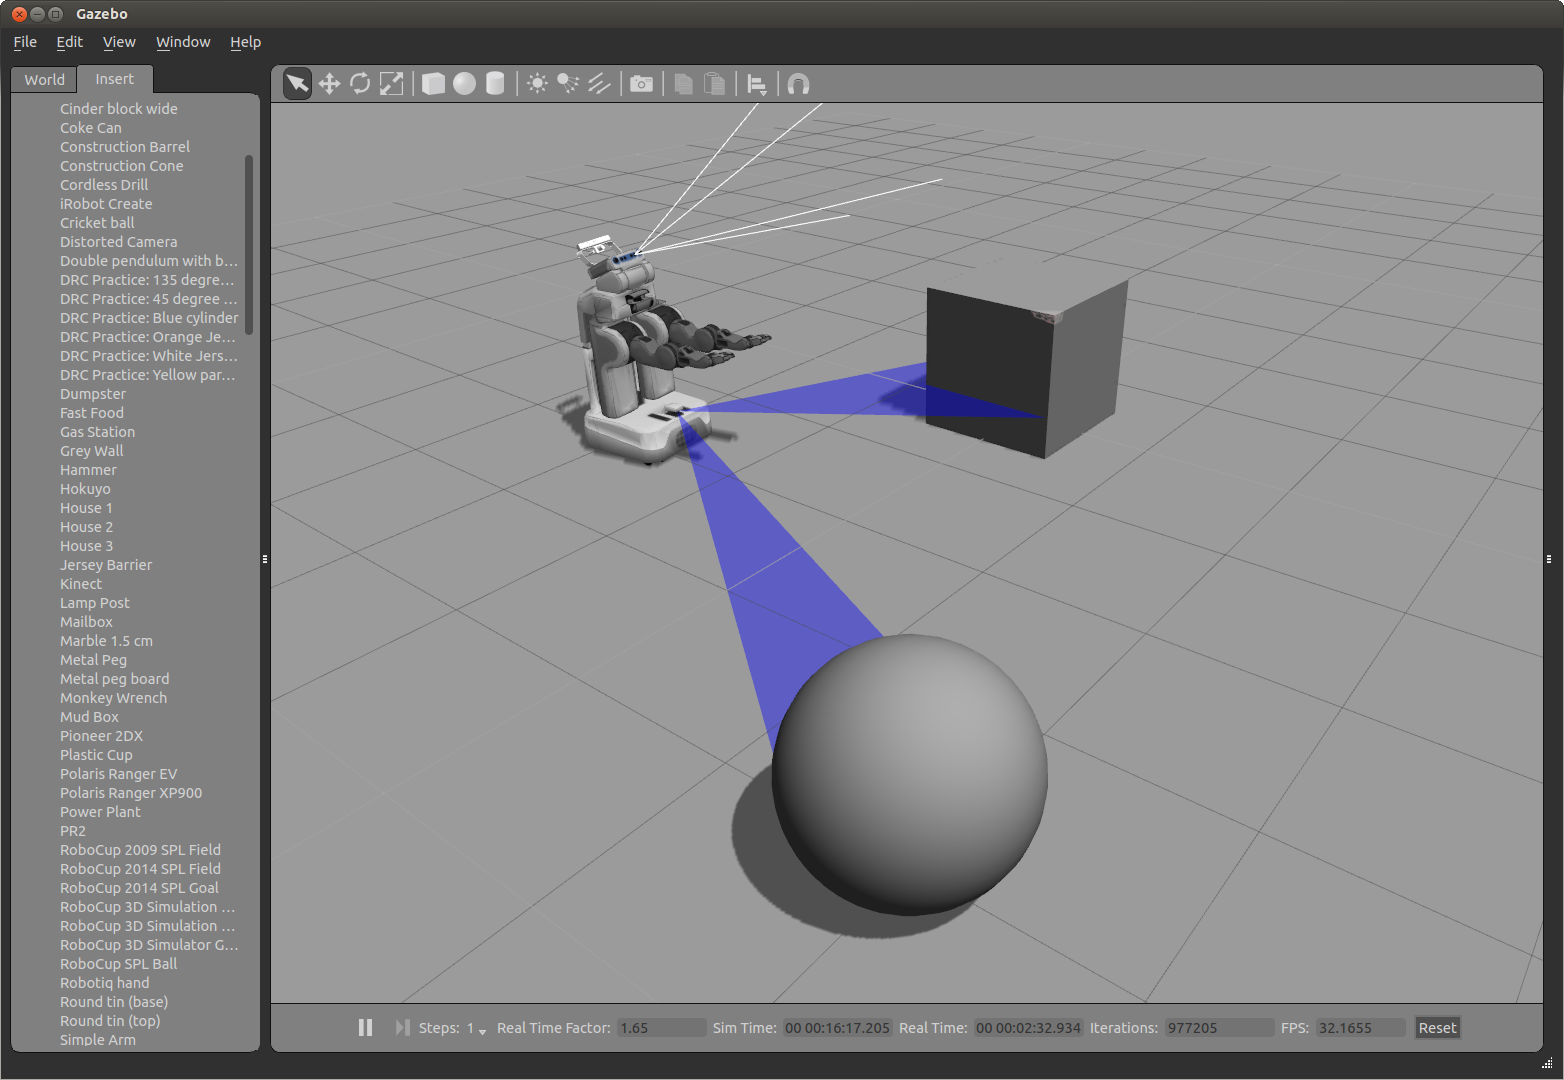 Gazebo
File Edit View Window Help
World Insert
Cinder block wide
Coke Can
Construction Barrel
Construction Cone
Cordless Drill
iRobot Create
Cricket ball
Distorted Camera
Double pendulum with b...
DRC Practice: 135 degre...
DRC Practice: 45 degree ...
DRC Practice: Blue cylinder
DRC Practice: Orange Je...
DRC Practice: White Jers...
DRC Practice: Yellow par...
Dumpster
Fast Food
Gas Station
Grey Wall
Hammer
Hokuyo
House 1
House 2
House 3
Jersey Barrier
Kinect
Lamp Post
Mailbox
Marble 1.5 cm
Metal Peg
Metal peg board
Monkey Wrench
Mud Box
Pioneer 2DX
Plastic Cup
Polaris Ranger EV
Polaris Ranger XP900
Power Plant
PR2
RoboCup 2009 SPL Field
RoboCup 2014 SPL Field
RoboCup 2014 SPL Goal
RoboCup 3D Simulation ...
RoboCup 3D Simulation ...
RoboCup 3D Simulator G...
RoboCup SPL Ball
Robotiq hand
Round tin (base)
Round tin (top)
Simple Arm
Steps: 1 Real Time Factor: 1.65 Sim Time: 00 00:16:17.205 Real Time: 00 00:02:32.934 Iterations: 977205 FPS: 32.1655 Reset